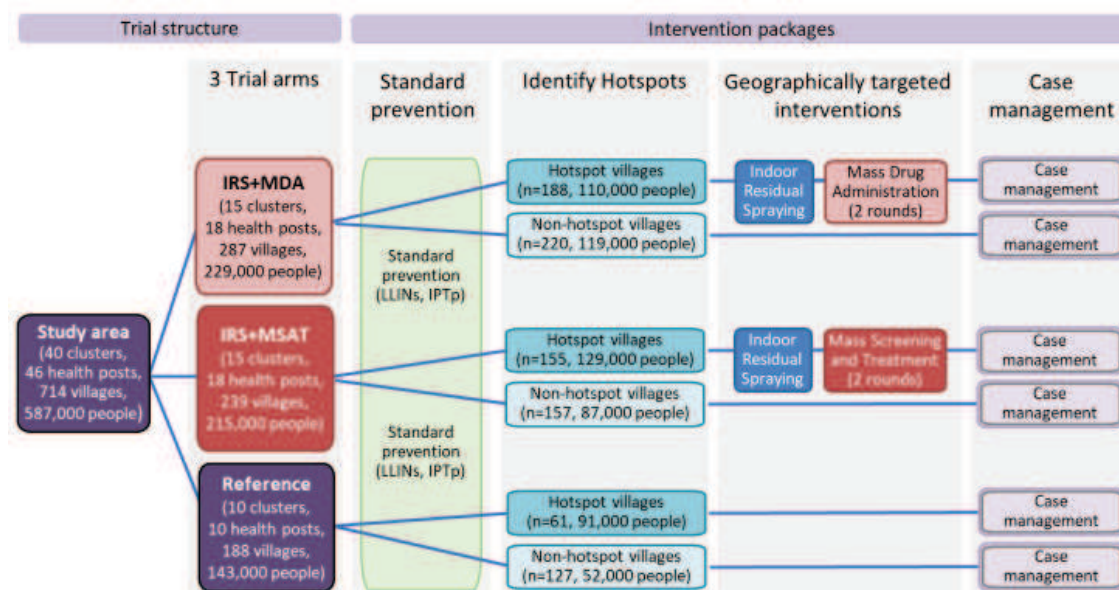 Trial structure
Intervention packages
3 Trial arms
Standard
prevention
Identify Hotspots
Geographically targeted
interventions
Case
management
Study area
(40 clusters,
46 health posts,
714 villages,
587,000 people)
IRS+MDA
(15 clusters,
18 health posts,
287 villages,
229,000 people)
IRS+MSAT
(15 clusters,
18 health posts,
239 villages,
215,000 people)
Reference
(10 clusters,
10 health posts,
188 villages,
143,000 people)
Standard
prevention
(LLINs, IPTp)
Standard
prevention
(LLINs, IPTp)
Hotspot villages
(n=188, 110,000 people)
Non-hotspot villages
(n=220, 119,000 people)
Hotspot villages
(n=155, 129,000 people)
Non-hotspot villages
(n=157, 87,000 people)
Hotspot villages
(n=61, 91,000 people)
Non-hotspot villages
(n=127, 52,000 people)
Indoor
Residual
Spraying
Mass Drug
Administration
(2 rounds)
Indoor
Residual
Spraying
Mass Screening
and Treatment
(2 rounds)
Case
management
Case
management
Case
management
Case
management
Case
management
Case
management